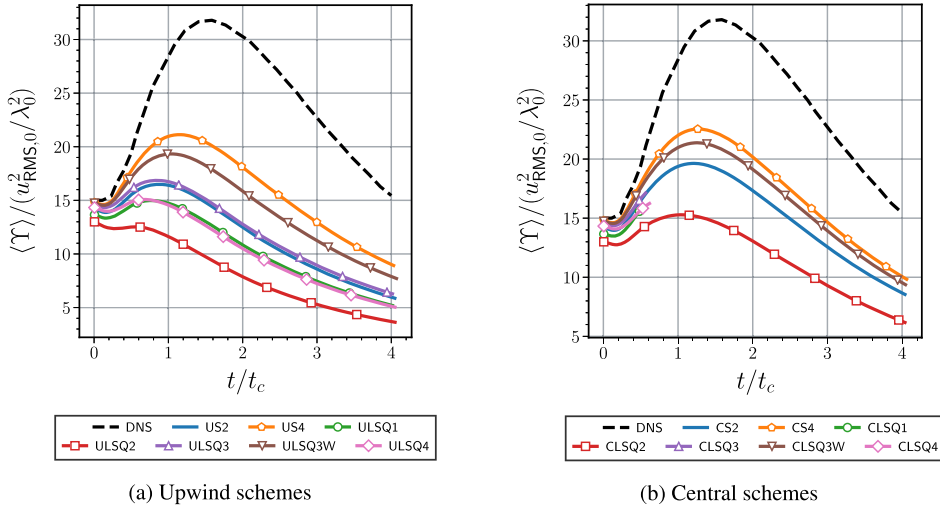 30
25
20
15
10
5
0
1
2
3
4
⟨ϒ⟩/(u²RMS,0/λ²0)
t/tc
DNS
US2
US4
ULSQ1
ULSQ2
ULSQ3
ULSQ3W
ULSQ4
(a) Upwind schemes
30
25
20
15
10
5
0
1
2
3
4
⟨ϒ⟩/(u²RMS,0/λ²0)
t/tc
DNS
CS2
CS4
CLSQ1
CLSQ2
CLSQ3
CLSQ3W
CLSQ4
(b) Central schemes